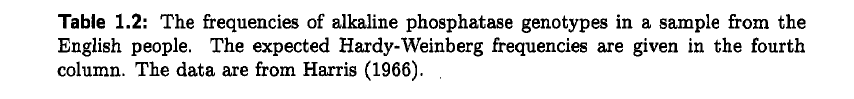 Table 1.2: The frequencies of alkaline phosphatase genotypes in a sample from the
English people. The expected Hardy-Weinberg frequencies are given in the fourth
column. The data are from Harris (1966).